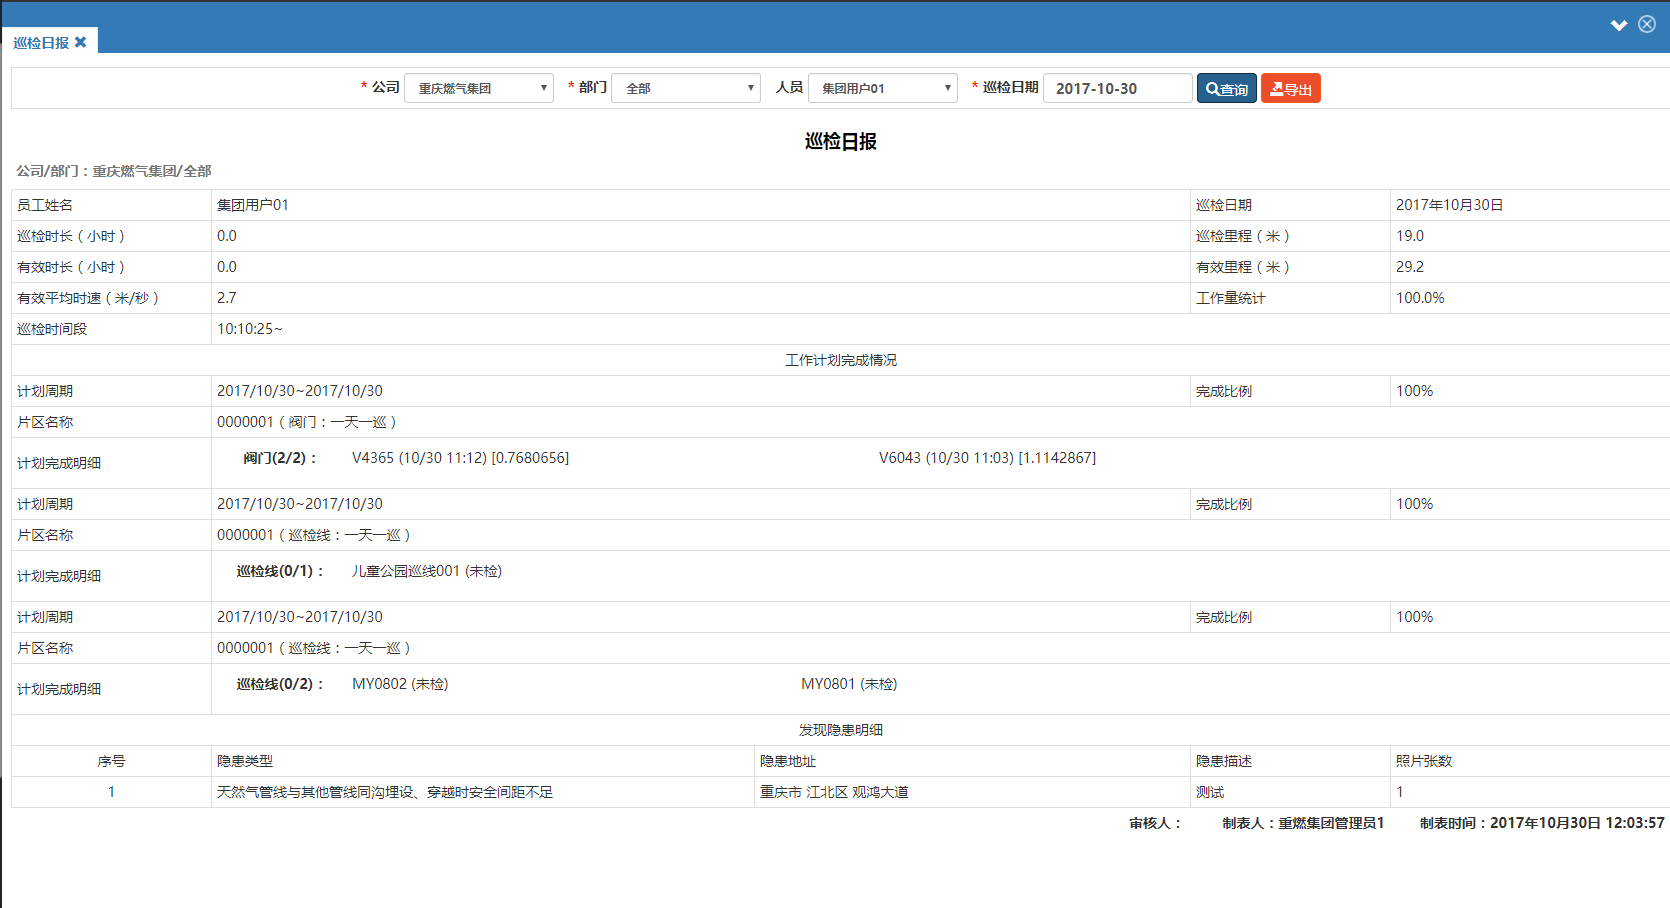 巡检日报
* 公司 重庆燃气集团 * 部门 全部 人员 集团用户01 * 巡检日期 2017-10-30 查询 导出
巡检日报
公司/部门：重庆燃气集团/全部
员工姓名 集团用户01 巡检日期 2017年10月30日
巡检时长（小时） 0.0 巡检里程（米） 19.0
有效时长（小时） 0.0 有效里程（米） 29.2
有效平均时速（米/秒） 2.7 工作量统计 100.0%
巡检时间段 10:10:25~
工作计划完成情况
计划周期 2017/10/30~2017/10/30 完成比例 100%
片区名称 0000001（阀门：一天一巡）
计划完成明细 阀门(2/2)： V4365 (10/30 11:12) [0.7680656] V6043 (10/30 11:03) [1.1142867]
计划周期 2017/10/30~2017/10/30 完成比例 100%
片区名称 0000001（巡检线：一天一巡）
计划完成明细 巡检线(0/1)： 儿童公园巡线001 (未检)
计划周期 2017/10/30~2017/10/30 完成比例 100%
片区名称 0000001（巡检线：一天一巡）
计划完成明细 巡检线(0/2)： MY0802 (未检) MY0801 (未检)
发现隐患明细
序号 隐患类型 隐患地址 隐患描述 照片张数
1 天然气管线与其他管线同沟埋设、穿越时安全间距不足 重庆市 江北区 观鸿大道 测试 1
审核人： 制表人：重燃集团管理员1 制表时间：2017年10月30日 12:03:57